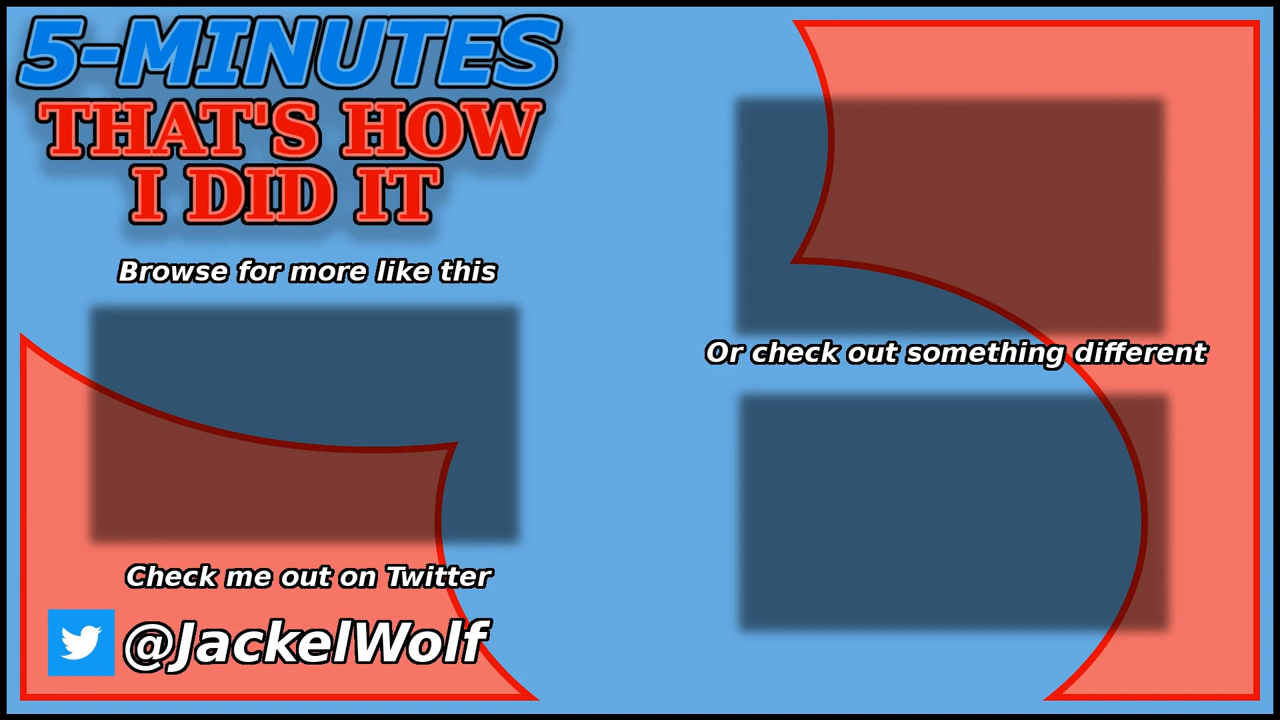 5-MINUTES
THAT'S HOW
I DID IT
Browse for more like this
Or check out something different
Check me out on Twitter
@JackelWolf